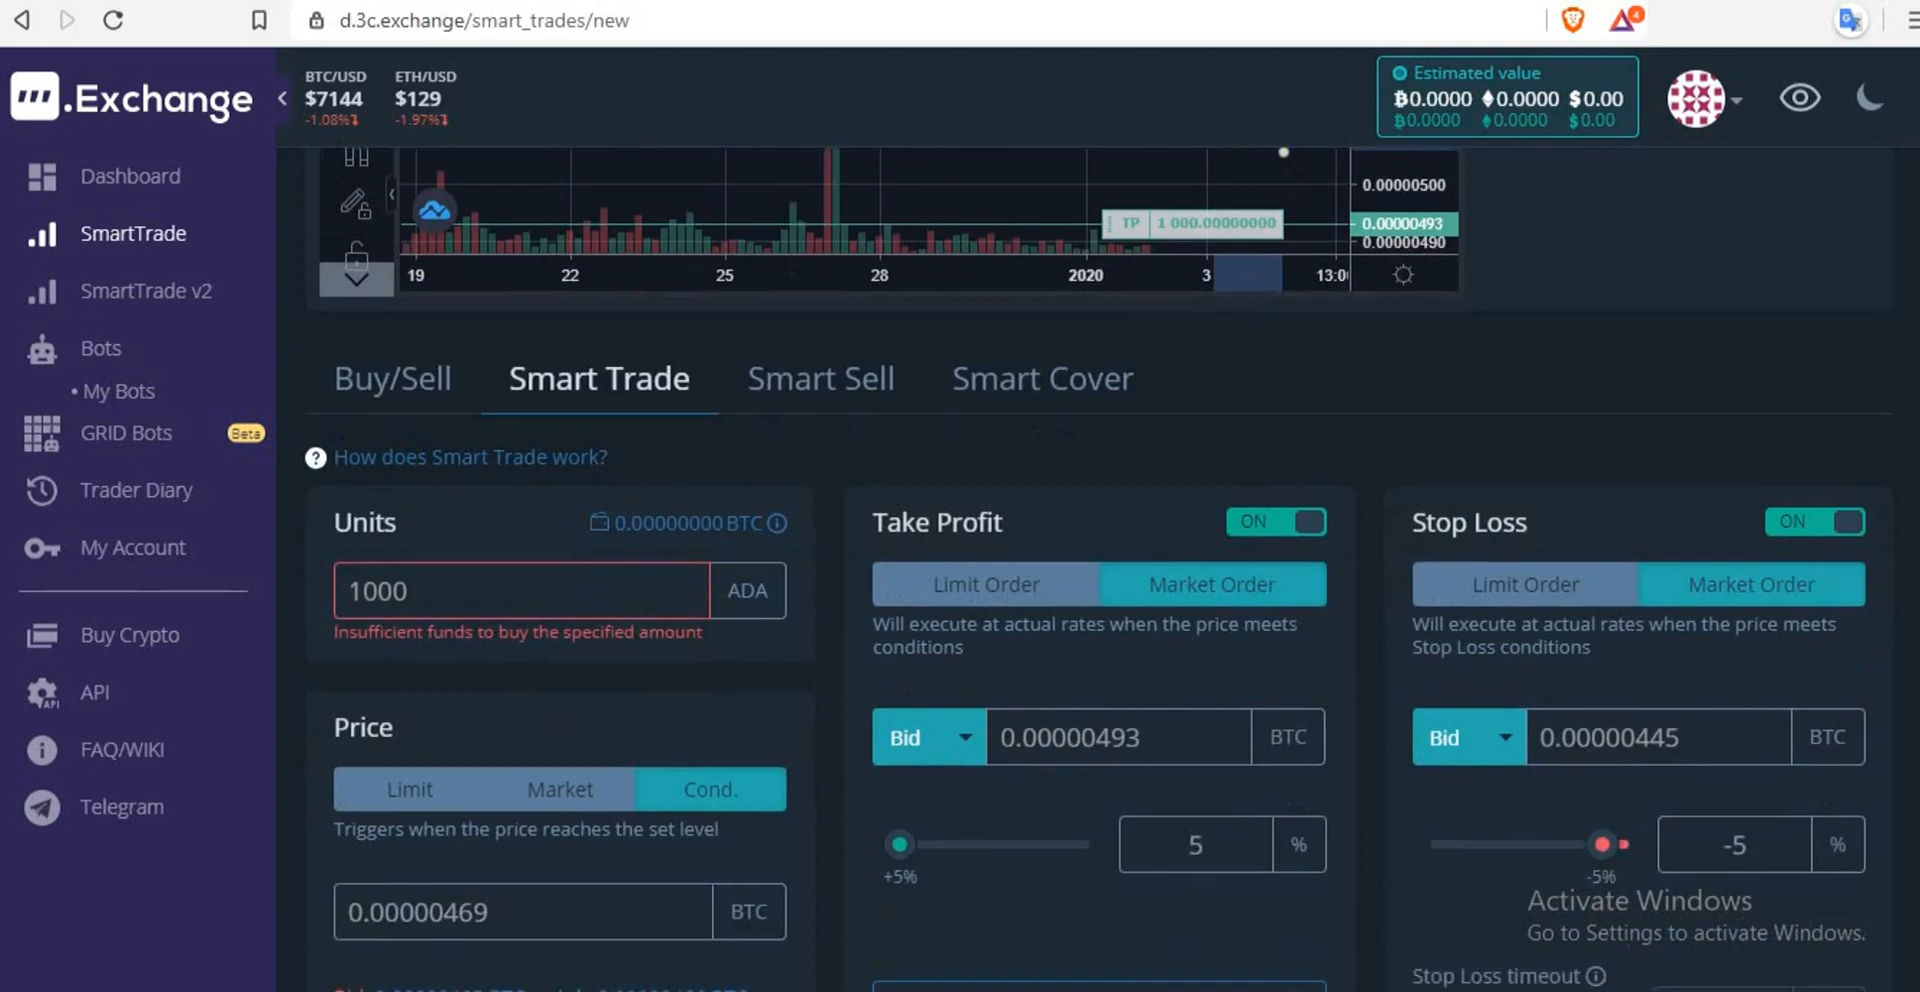 d.3c.exchange/smart_trades/new
4
.Exchange
BTC/USD
$7144
-1.08%
ETH/USD
$129
-1.97%
Estimated value
0.0000 0.0000 $0.00
0.0000 0.0000 $0.00
Dashboard
SmartTrade
SmartTrade v2
Bots
• My Bots
GRID Bots
Beta
Trader Diary
My Account
Buy Crypto
API
FAQ/WIKI
Telegram
0.00000500
TP 1 000.00000000
0.00000493
0.00000490
19 22 25 28 2020 3
Buy/Sell
Smart Trade
Smart Sell
Smart Cover
? How does Smart Trade work?
Units
0.00000000 BTC
1000
ADA
Insufficient funds to buy the specified amount
Price
Limit Market Cond.
Triggers when the price reaches the set level
0.00000469
BTC
Take Profit
ON
Limit Order Market Order
Will execute at actual rates when the price meets
conditions
Bid
0.00000493
BTC
+5%
5
%
Stop Loss
ON
Limit Order Market Order
Will execute at actual rates when the price meets
Stop Loss conditions
Bid
0.00000445
BTC
-5%
-5
%
Activate Windows
Go to Settings to activate Windows.
Stop Loss timeout